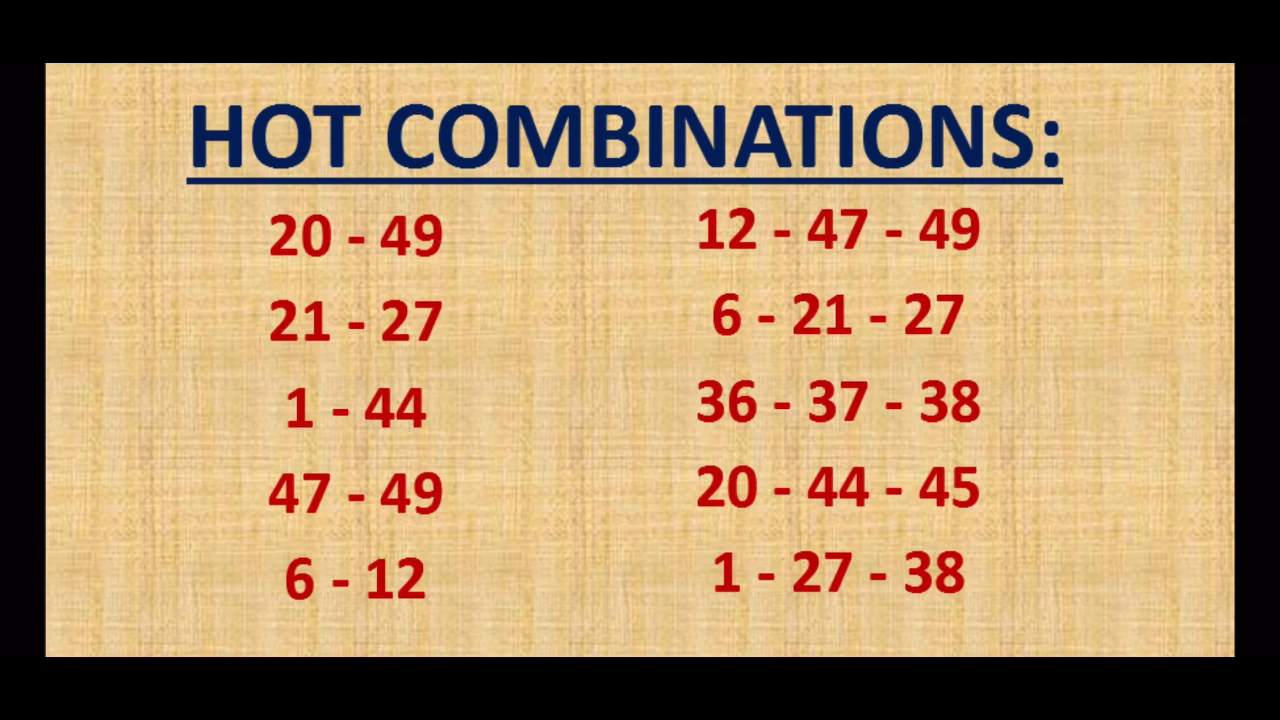 HOT COMBINATIONS:
20 - 49
21 - 27
1 - 44
47 - 49
6 - 12
12 - 47 - 49
6 - 21 - 27
36 - 37 - 38
20 - 44 - 45
1 - 27 - 38